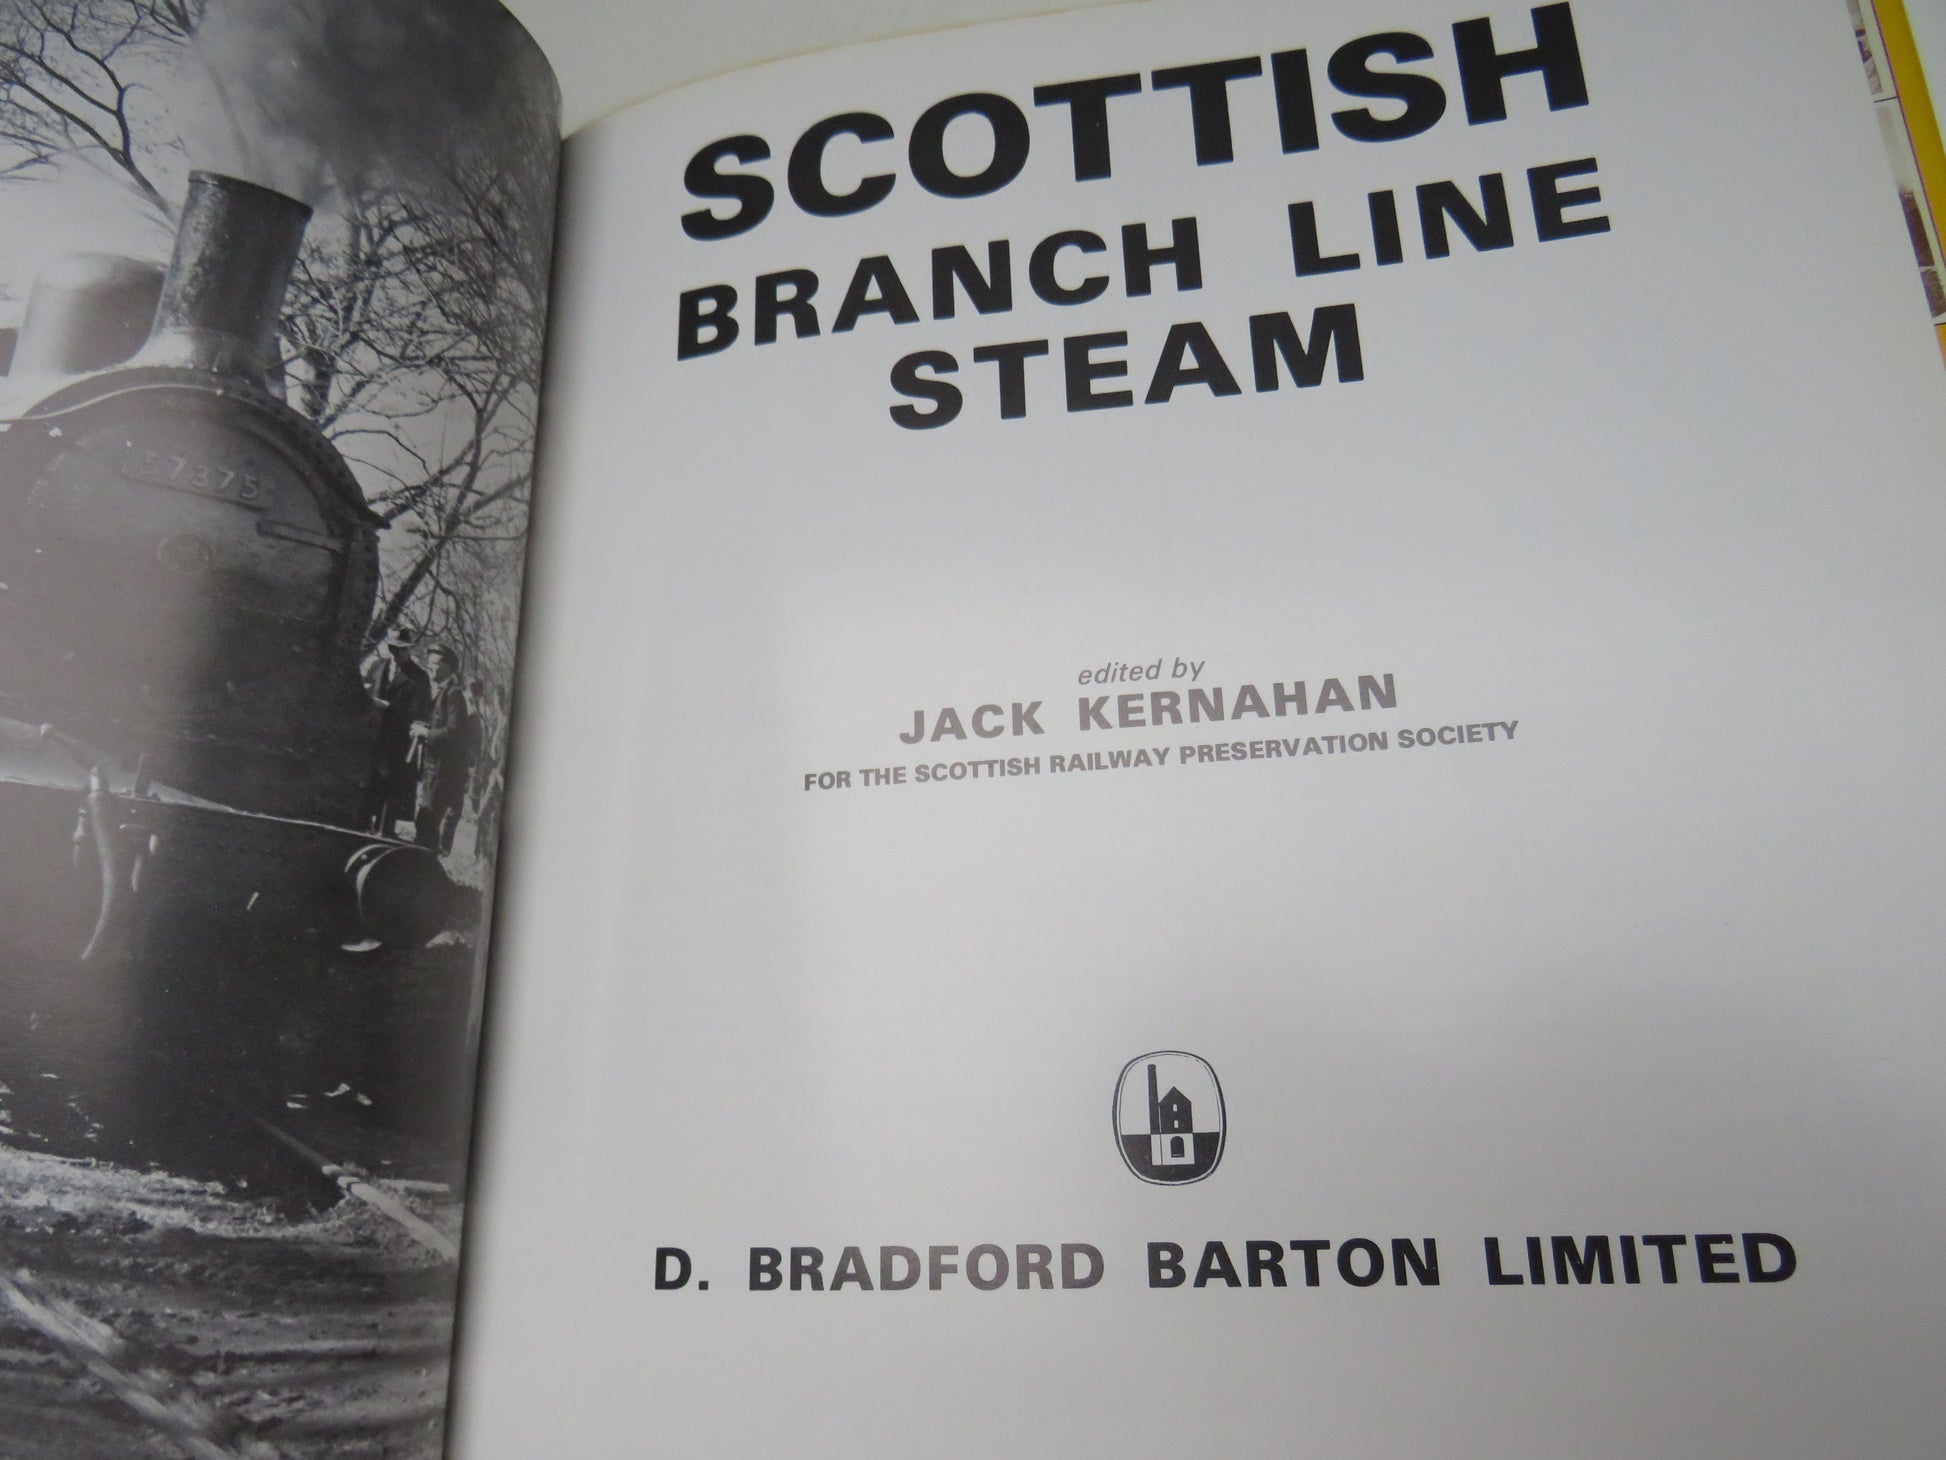 57375
SCOTTISH
BRANCH LINE
STEAM
edited by
JACK KERNAHAN
FOR THE SCOTTISH RAILWAY PRESERVATION SOCIETY
D. BRADFORD BARTON LIMITED